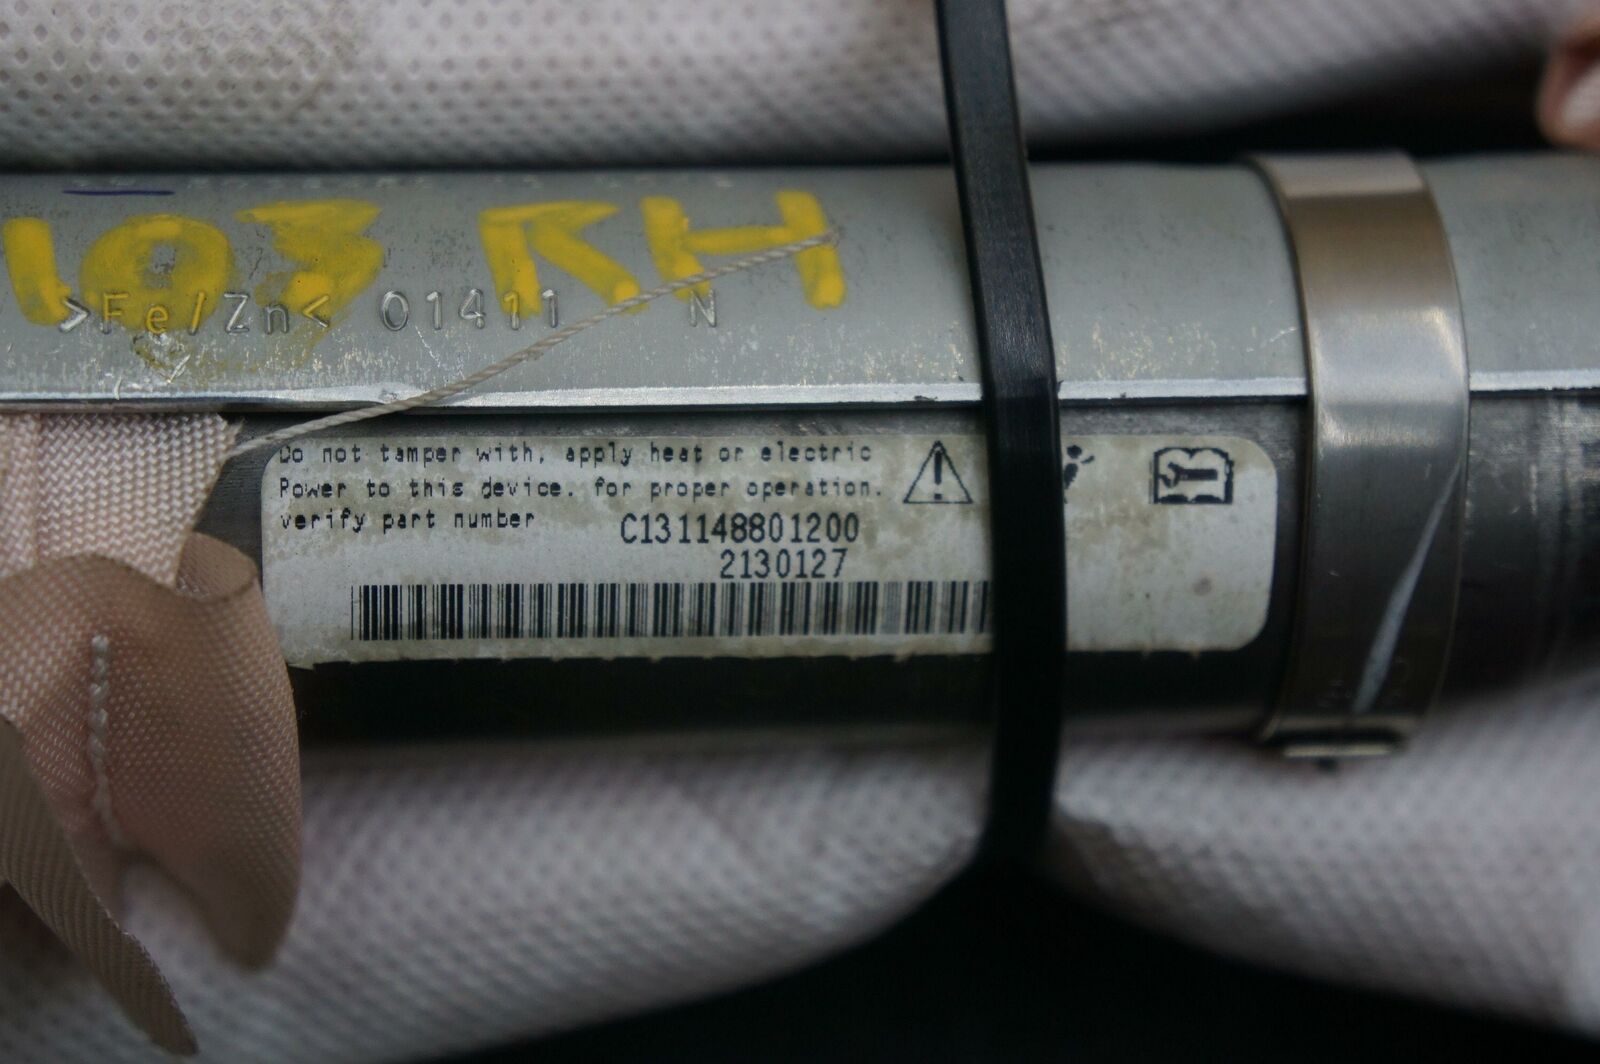 103 RH
>Fe/Zn< 01411 N
Do not tamper with, apply heat or electric
Power to this device. for proper operation.
verify part number C131148801200
2130127